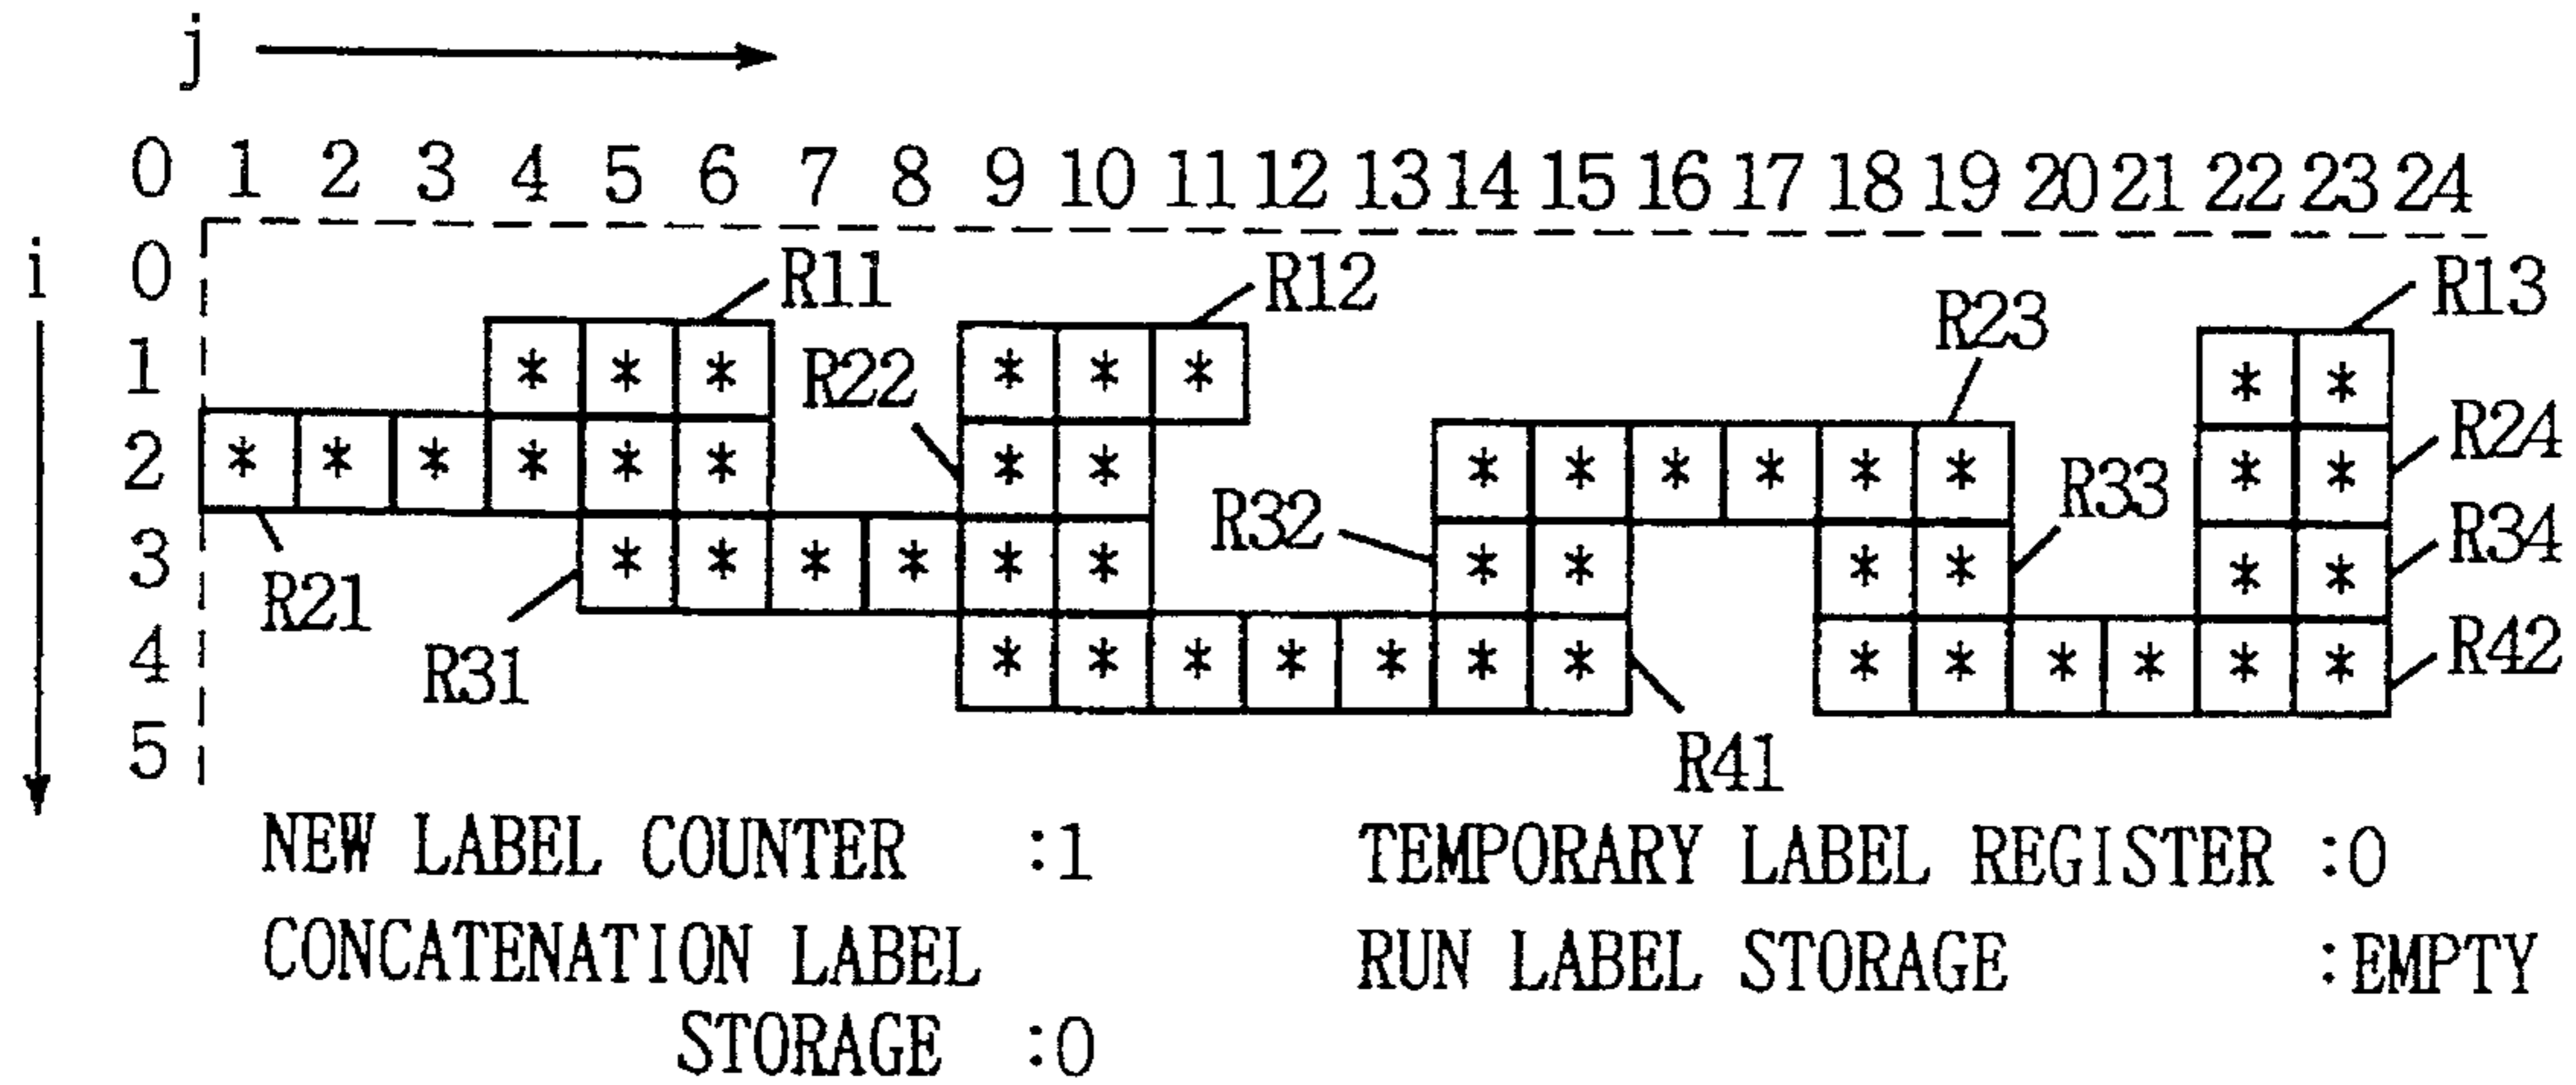 j
0 1 2 3 4 5 6 7 8 9 10 11 12 13 14 15 16 17 18 19 20 21 22 23 24
i
0
R11 R12 R13
R23
1 * * * * * * * *
R22 R24
2 * * * * * * * * * * * * * * * *
R32 R33 R34
3 * * * * * * * * * * * *
R21
4 * * * * * * * * * * * * *
R31 R42
5
R41
NEW LABEL COUNTER :1
TEMPORARY LABEL REGISTER :0
CONCATENATION LABEL
STORAGE :0
RUN LABEL STORAGE :EMPTY